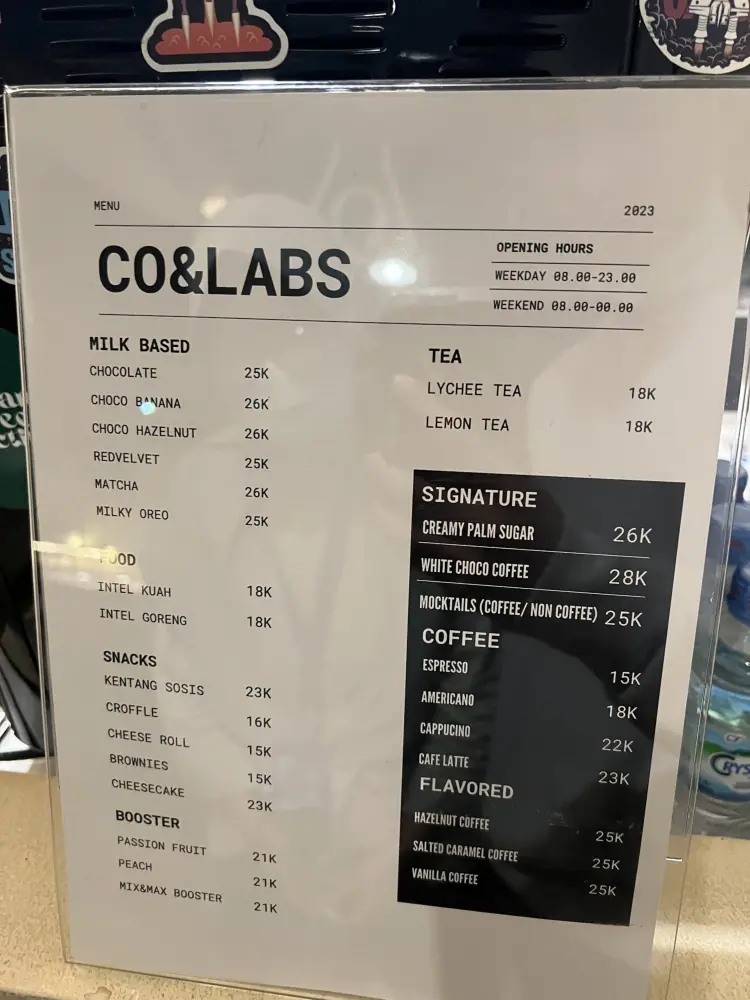 MENU
2023
CO&LABS
OPENING HOURS
WEEKDAY 08.00-23.00
WEEKEND 08.00-00.00
MILK BASED
CHOCOLATE 25K
CHOCO BANANA 26K
CHOCO HAZELNUT 26K
REDVELVET 25K
MATCHA 26K
MILKY OREO 25K
FOOD
INTEL KUAH 18K
INTEL GORENG 18K
SNACKS
KENTANG SOSIS 23K
CROFFLE 16K
CHEESE ROLL 15K
BROWNIES 15K
CHEESECAKE 23K
BOOSTER
PASSION FRUIT 21K
PEACH 21K
MIX&MAX BOOSTER 21K
TEA
LYCHEE TEA 18K
LEMON TEA 18K
SIGNATURE
CREAMY PALM SUGAR 26K
WHITE CHOCO COFFEE 28K
MOCKTAILS (COFFEE/ NON COFFEE) 25K
COFFEE
ESPRESSO 15K
AMERICANO 18K
CAPPUCINO 22K
CAFE LATTE 23K
FLAVORED
HAZELNUT COFFEE 25K
SALTED CARAMEL COFFEE 25K
VANILLA COFFEE 25K